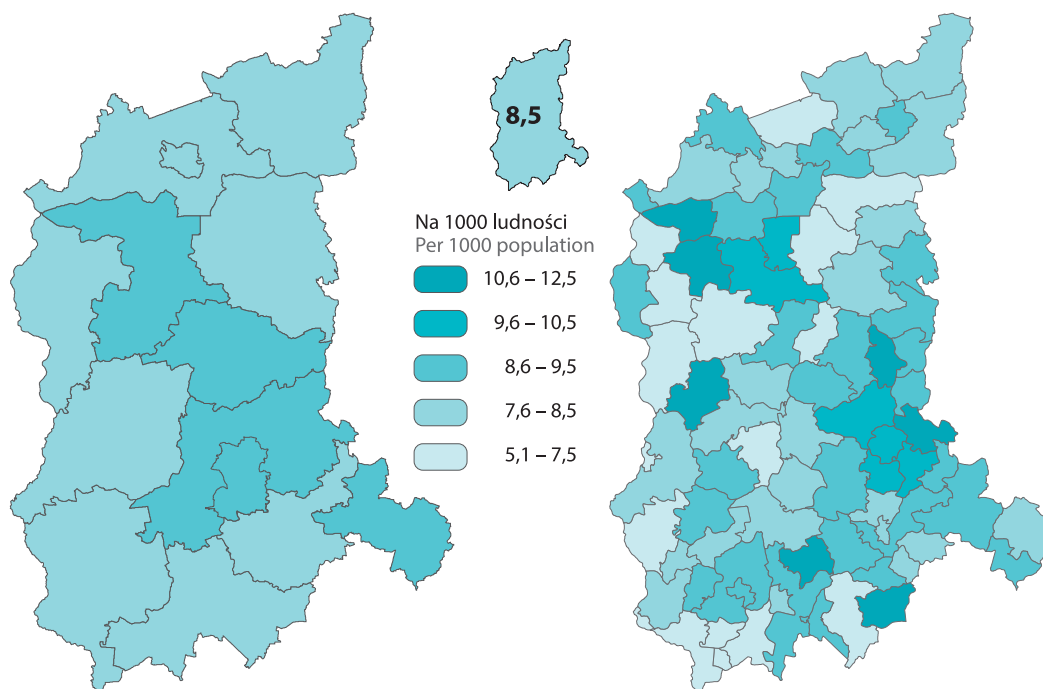 8,5
Na 1000 ludności
Per 1000 population
10,6 – 12,5
9,6 – 10,5
8,6 – 9,5
7,6 – 8,5
5,1 – 7,5